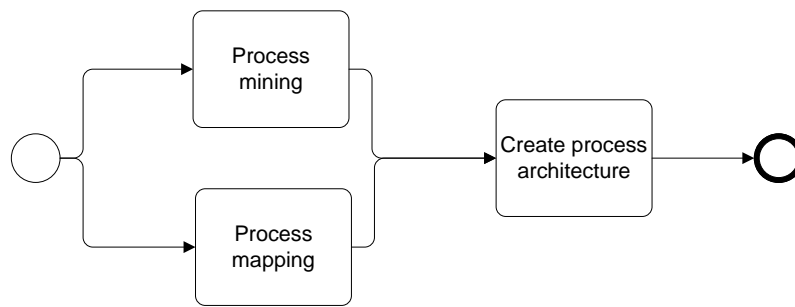 Process
mining
Create process
architecture
Process
mapping